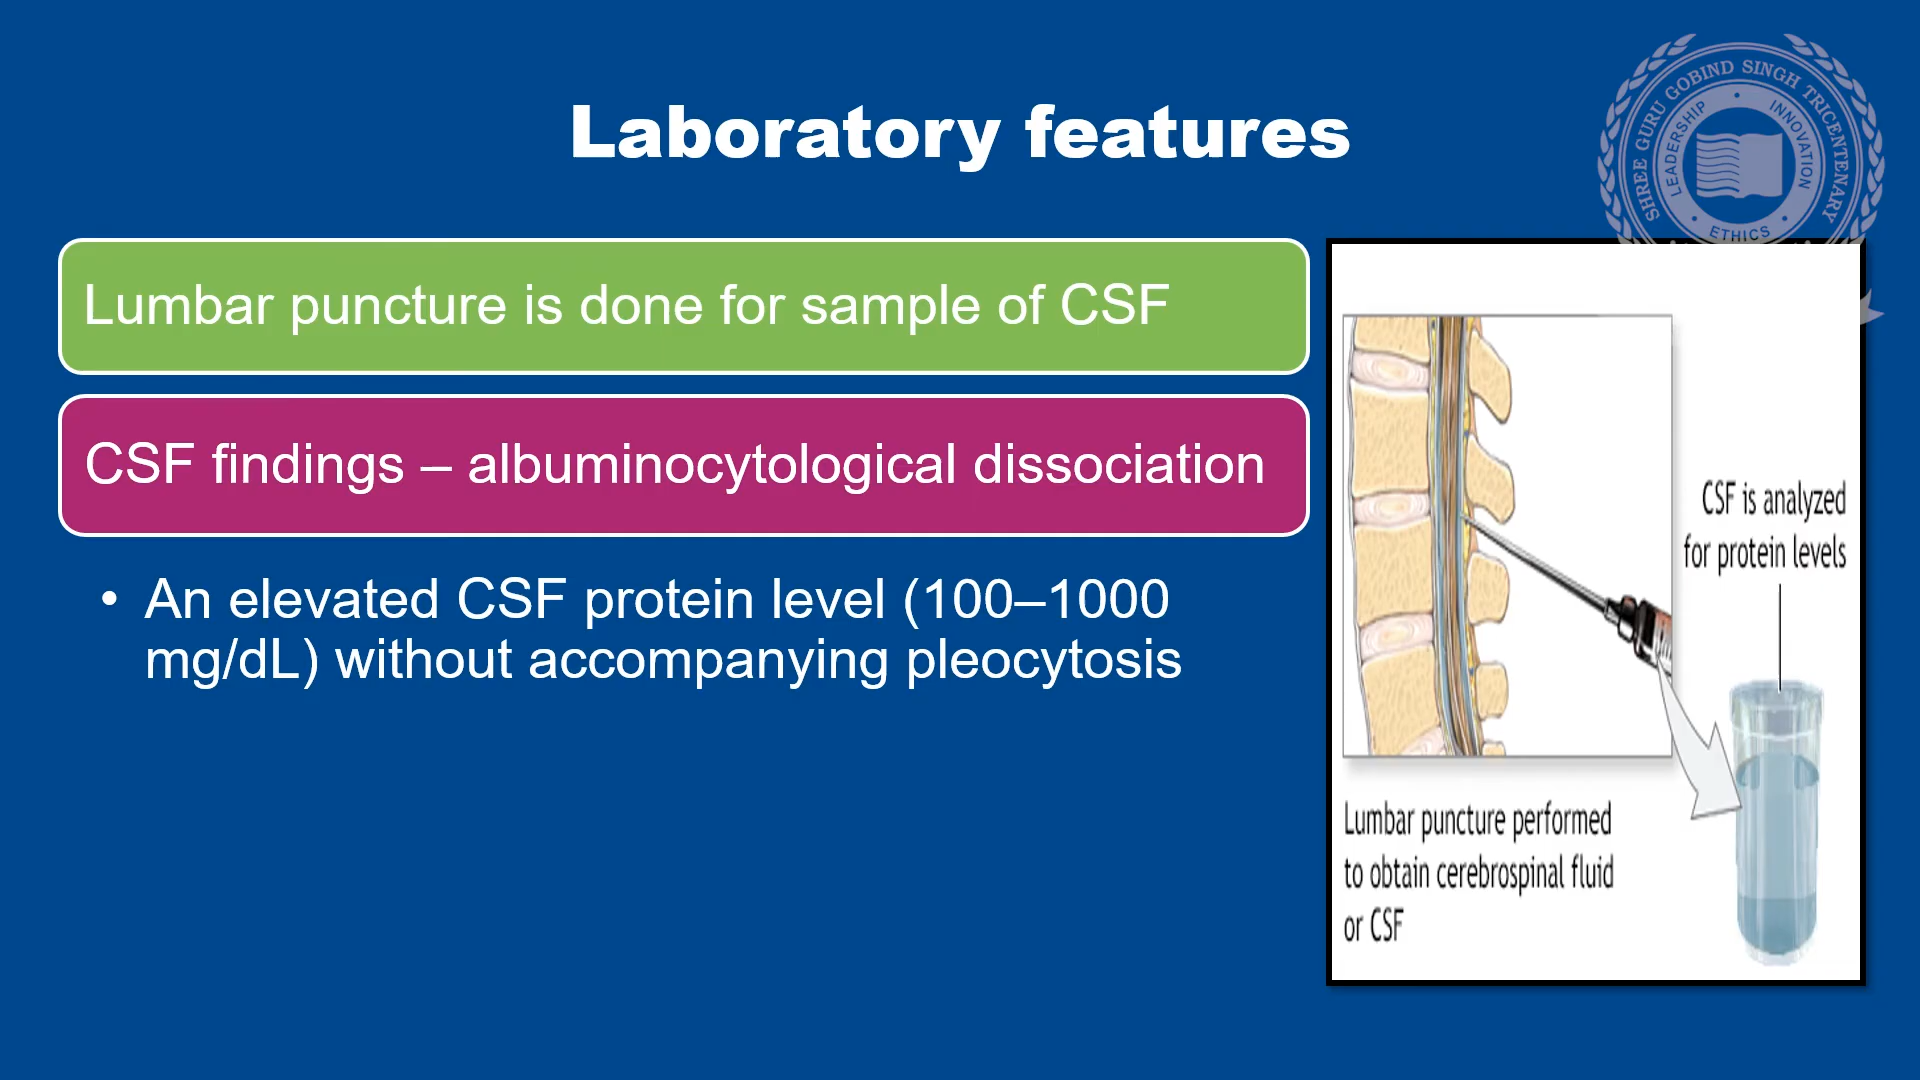 Laboratory features
SHREE GURU GOBIND SINGH TRICENTENARY
LEADERSHIP
INNOVATION
ETHICS
Lumbar puncture is done for sample of CSF
CSF findings – albuminocytological dissociation
• An elevated CSF protein level (100–1000
mg/dL) without accompanying pleocytosis
CSF is analyzed
for protein levels
Lumbar puncture performed
to obtain cerebrospinal fluid
or CSF